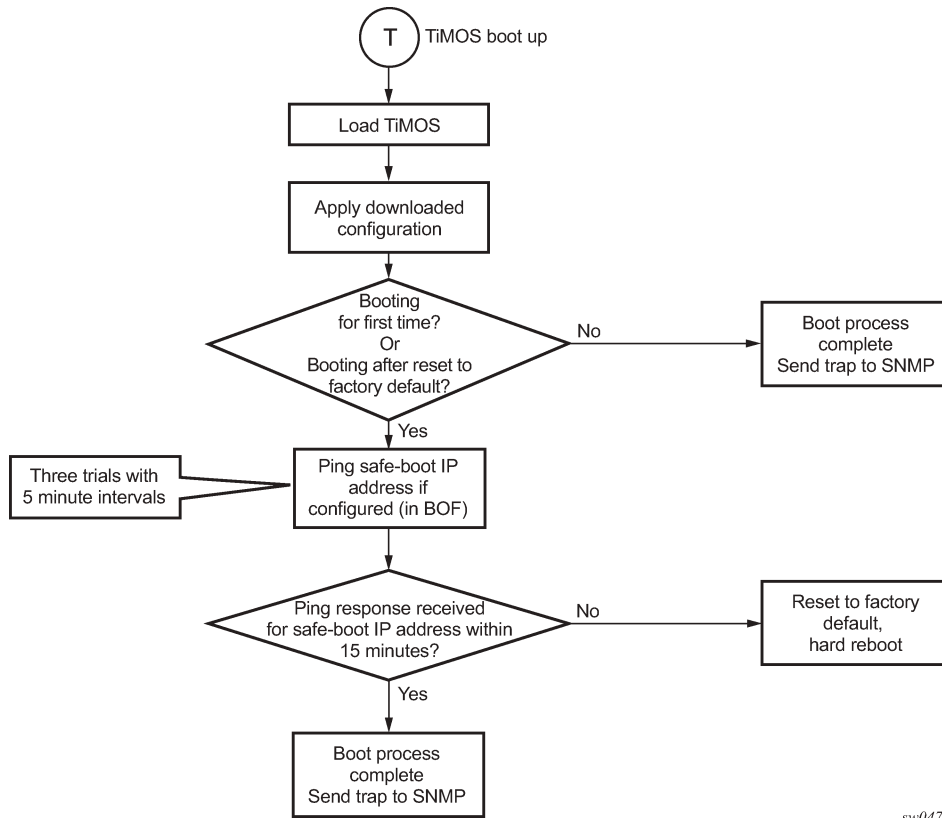 T
TiMOS boot up
Load TiMOS
Apply downloaded
configuration
Booting
for first time?
Or
Booting after reset to
factory default?
No
Boot process
complete
Send trap to SNMP
Yes
Three trials with
5 minute intervals
Ping safe-boot IP
address if
configured (in BOF)
Ping response received
for safe-boot IP address within
15 minutes?
No
Reset to factory
default,
hard reboot
Yes
Boot process
complete
Send trap to SNMP
sw047